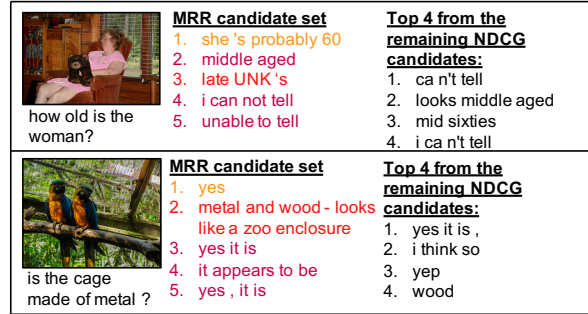 MRR candidate set
1. she 's probably 60
2. middle aged
3. late UNK 's
4. i can not tell
5. unable to tell
Top 4 from the
remaining NDCG
candidates:
1. ca n't tell
2. looks middle aged
3. mid sixties
4. i ca n't tell
how old is the
woman?
MRR candidate set
1. yes
2. metal and wood - looks
like a zoo enclosure
3. yes it is
4. it appears to be
5. yes , it is
Top 4 from the
remaining NDCG
candidates:
1. yes it is ,
2. i think so
3. yep
4. wood
is the cage
made of metal ?